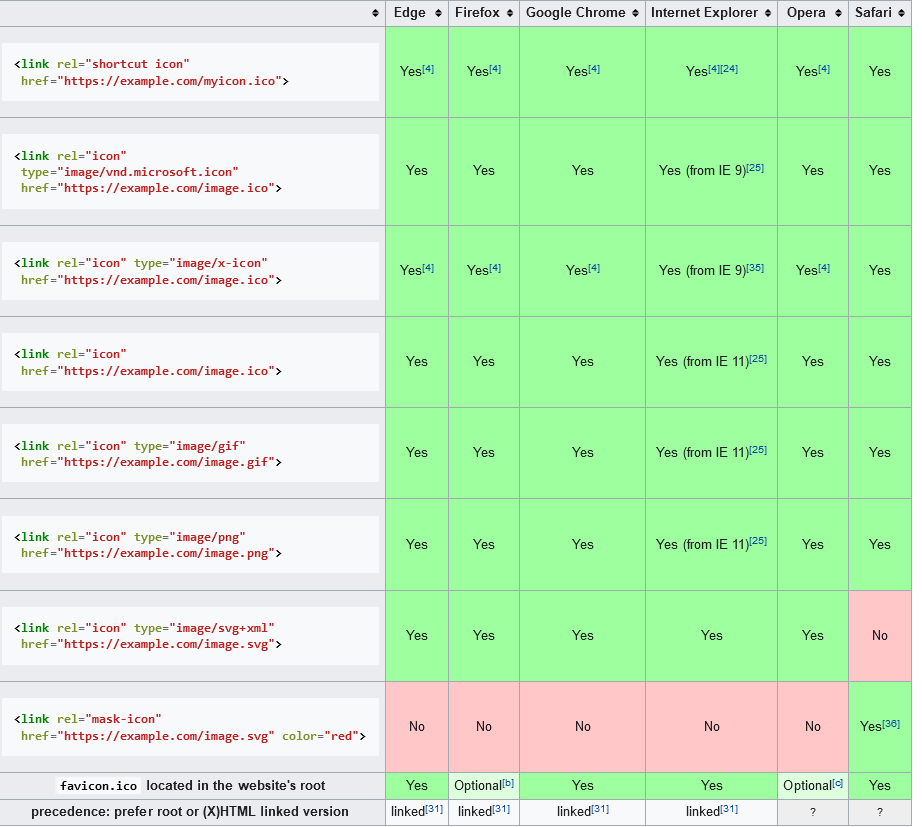 Edge Firefox Google Chrome Internet Explorer Opera Safari
<link rel="shortcut icon"
href="https://example.com/myicon.ico">
Yes[4] Yes[4] Yes[4] Yes[4][24] Yes[4] Yes
<link rel="icon"
type="image/vnd.microsoft.icon"
href="https://example.com/image.ico">
Yes Yes Yes Yes (from IE 9)[25] Yes Yes
<link rel="icon" type="image/x-icon"
href="https://example.com/image.ico">
Yes[4] Yes[4] Yes[4] Yes (from IE 9)[35] Yes[4] Yes
<link rel="icon"
href="https://example.com/image.ico">
Yes Yes Yes Yes (from IE 11)[25] Yes Yes
<link rel="icon" type="image/gif"
href="https://example.com/image.gif">
Yes Yes Yes Yes (from IE 11)[25] Yes Yes
<link rel="icon" type="image/png"
href="https://example.com/image.png">
Yes Yes Yes Yes (from IE 11)[25] Yes Yes
<link rel="icon" type="image/svg+xml"
href="https://example.com/image.svg">
Yes Yes Yes Yes Yes No
<link rel="mask-icon"
href="https://example.com/image.svg" color="red">
No No No No No Yes[36]
favicon.ico located in the website's root Yes Optional[b] Yes Yes Optional[c] Yes
precedence: prefer root or (X)HTML linked version linked[31] linked[31] linked[31] linked[31] ? ?